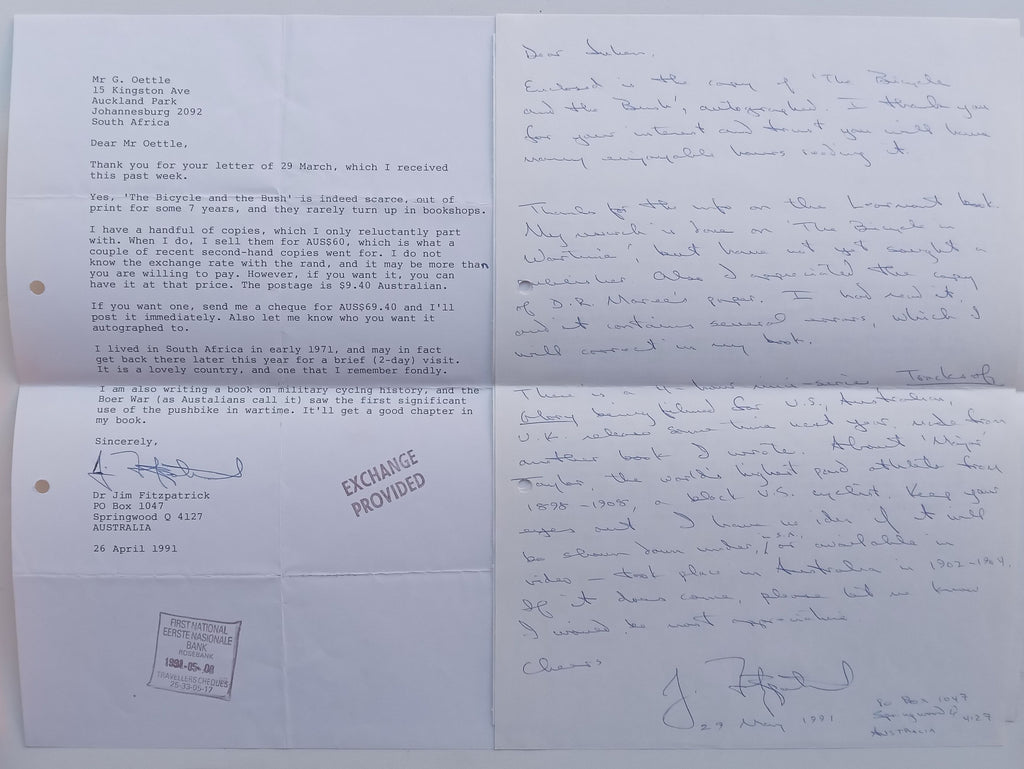 Mr G. Oettle
15 Kingston Ave
Auckland Park
Johannesburg 2092
South Africa
Dear Mr Oettle,
Thank you for your letter of 29 March, which I received
this past week.
Yes, 'The Bicycle and the Bush' is indeed scarce, out of
print for some 7 years, and they rarely turn up in bookshops.
I have a handful of copies, which I only reluctantly part
with. When I do, I sell them for AUS$60, which is what a
couple of recent second-hand copies went for. I do not
know the exchange rate with the rand, and it may be more than
you are willing to pay. However, if you want it, you can
have it at that price. The postage is $9.40 Australian.
If you want one, send me a cheque for AUS$69.40 and I'll
post it immediately. Also let me know who you want it
autographed to.
I lived in South Africa in early 1971, and may in fact
get back there later this year for a brief (2-day) visit.
It is a lovely country, and one that I remember fondly.
I am also writing a book on military cyclng history, and the
Boer War (as Austalians call it) saw the first significant
use of the pushbike in wartime. It'll get a good chapter in
my book.
Sincerely,
J. Fitzpatrick
Dr Jim Fitzpatrick
PO Box 1047
Springwood Q 4127
AUSTRALIA
26 April 1991
EXCHANGE
PROVIDED
FIRST NATIONAL
EERSTE NASIONALE
BANK
ROSEBANK
-05-08
TRAVELLERS CHEQUES
25-33-05-17
Dear Julian,
Enclosed is the copy of 'The Bicycle
and the Bush', autographed. I thank you
for your interest and trust you will have
many enjoyable hours reading it.
Thanks for the info on the book.
My research is done on 'The Bicycle in
Wartime', but have not yet sought a
publisher. Also I appreciated the copy
of D.R. Maree's paper. I had read it,
and it contains several errors, which I
will correct in my book.
There is a 4-hour mini-series, Tracks of
Glory being filmed for U.S., Australian,
U.K. release some time next year, made from
another book I wrote. About 'Major'
Taylor, the world's highest paid athlete from
1898-1908, a black U.S. cyclist. Keep your
eyes out. I have no idea if it will
be shown down under, / or available in
S.A.
video — took place in Australia in 1902-1904.
If it does come, please let me know
I would be most appreciative.
Cheers
J. Fitzpatrick
29 May 1991
PO Box 1047
Springwood Q 4127
AUSTRALIA